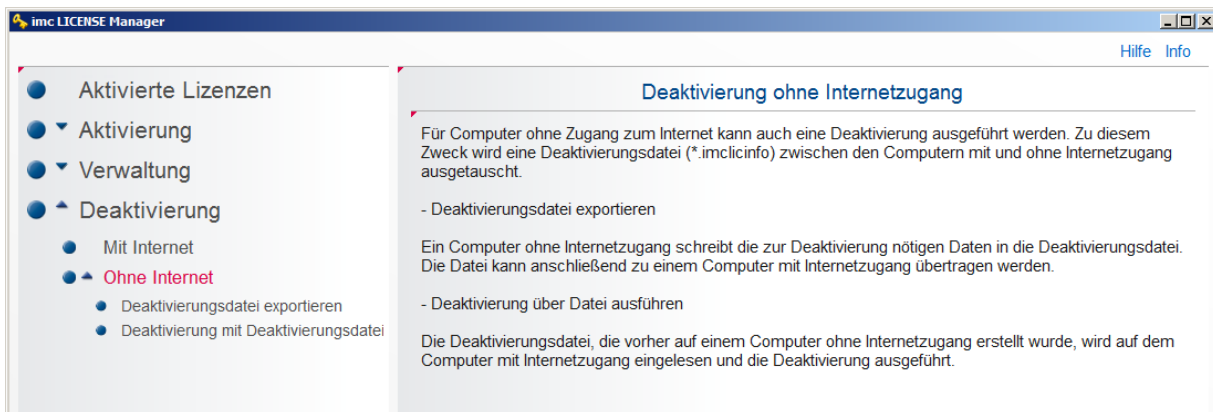 imc LICENSE Manager
Hilfe Info
Aktivierte Lizenzen
Aktivierung
Verwaltung
Deaktivierung
Mit Internet
Ohne Internet
Deaktivierungsdatei exportieren
Deaktivierung mit Deaktivierungsdatei
Deaktivierung ohne Internetzugang
Für Computer ohne Zugang zum Internet kann auch eine Deaktivierung ausgeführt werden. Zu diesem
Zweck wird eine Deaktivierungsdatei (*.imclicinfo) zwischen den Computern mit und ohne Internetzugang
ausgetauscht.
- Deaktivierungsdatei exportieren
Ein Computer ohne Internetzugang schreibt die zur Deaktivierung nötigen Daten in die Deaktivierungsdatei.
Die Datei kann anschließend zu einem Computer mit Internetzugang übertragen werden.
- Deaktivierung über Datei ausführen
Die Deaktivierungsdatei, die vorher auf einem Computer ohne Internetzugang erstellt wurde, wird auf dem
Computer mit Internetzugang eingelesen und die Deaktivierung ausgeführt.